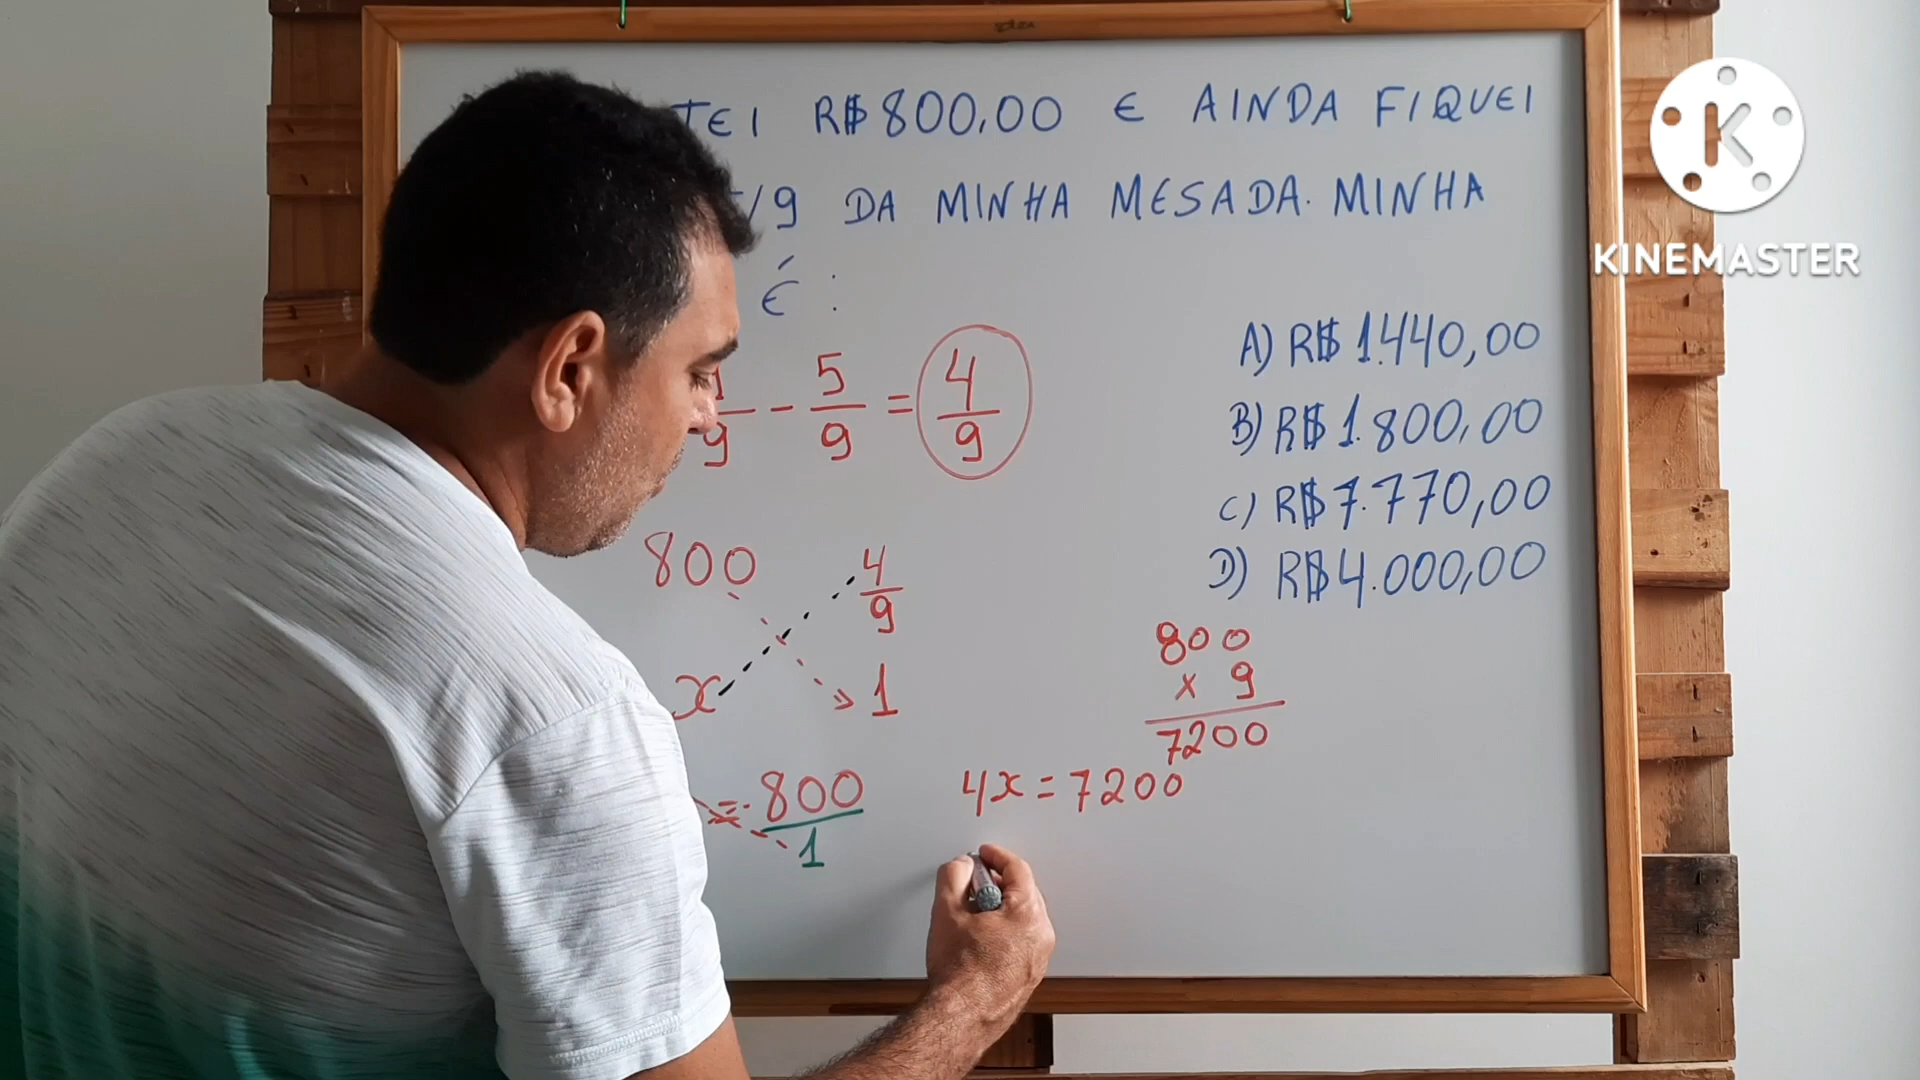 TEI R$800,00 E AINDA FIQUEI
/9 DA MINHA MESADA. MINHA
É:
9 - 5/9 = 4/9
A) R$ 1.440,00
B) R$ 1.800,00
C) R$ 7.770,00
D) R$ 4.000,00
800 4/9
x 1
800
x 9
7200
= 800/1
4x = 7200
KINEMASTER